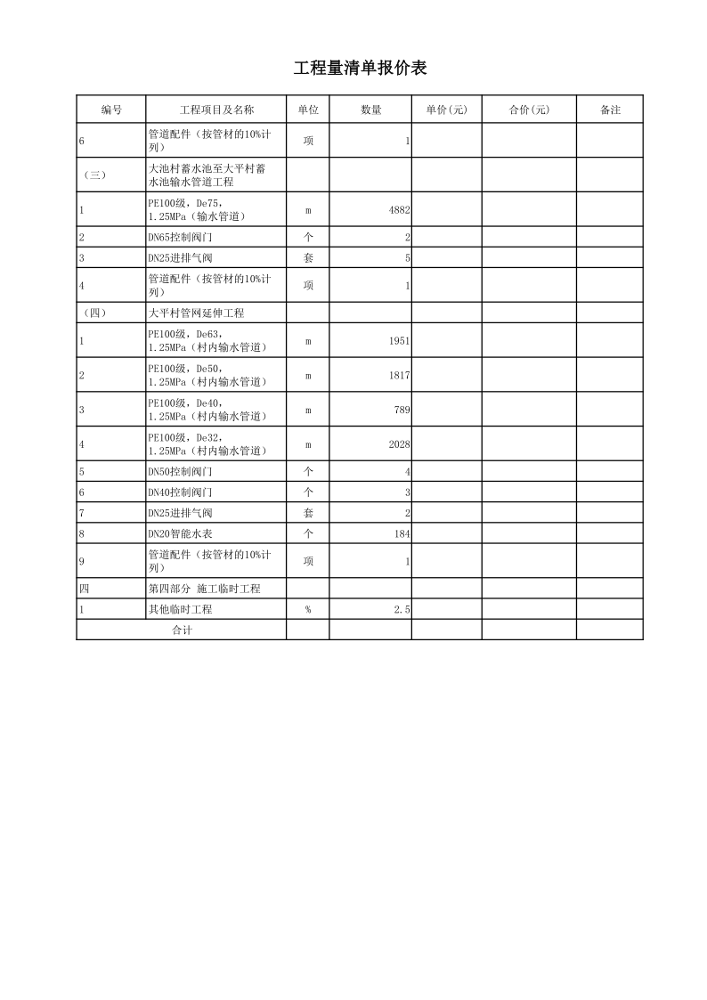 工程量清单报价表
编号 工程项目及名称 单位 数量 单价(元) 合价(元) 备注
6 管道配件（按管材的10%计 项 1
列）
（三） 大池村蓄水池至大平村蓄
水池输水管道工程
1 PE100级，De75， m 4882
1.25MPa（输水管道）
2 DN65控制阀门 个 2
3 DN25进排气阀 套 5
4 管道配件（按管材的10%计 项 1
列）
（四） 大平村管网延伸工程
1 PE100级，De63， m 1951
1.25MPa（村内输水管道）
2 PE100级，De50， m 1817
1.25MPa（村内输水管道）
3 PE100级，De40， m 789
1.25MPa（村内输水管道）
4 PE100级，De32， m 2028
1.25MPa（村内输水管道）
5 DN50控制阀门 个 4
6 DN40控制阀门 个 3
7 DN25进排气阀 套 2
8 DN20智能水表 个 184
9 管道配件（按管材的10%计 项 1
列）
四 第四部分 施工临时工程
1 其他临时工程 % 2.5
合计